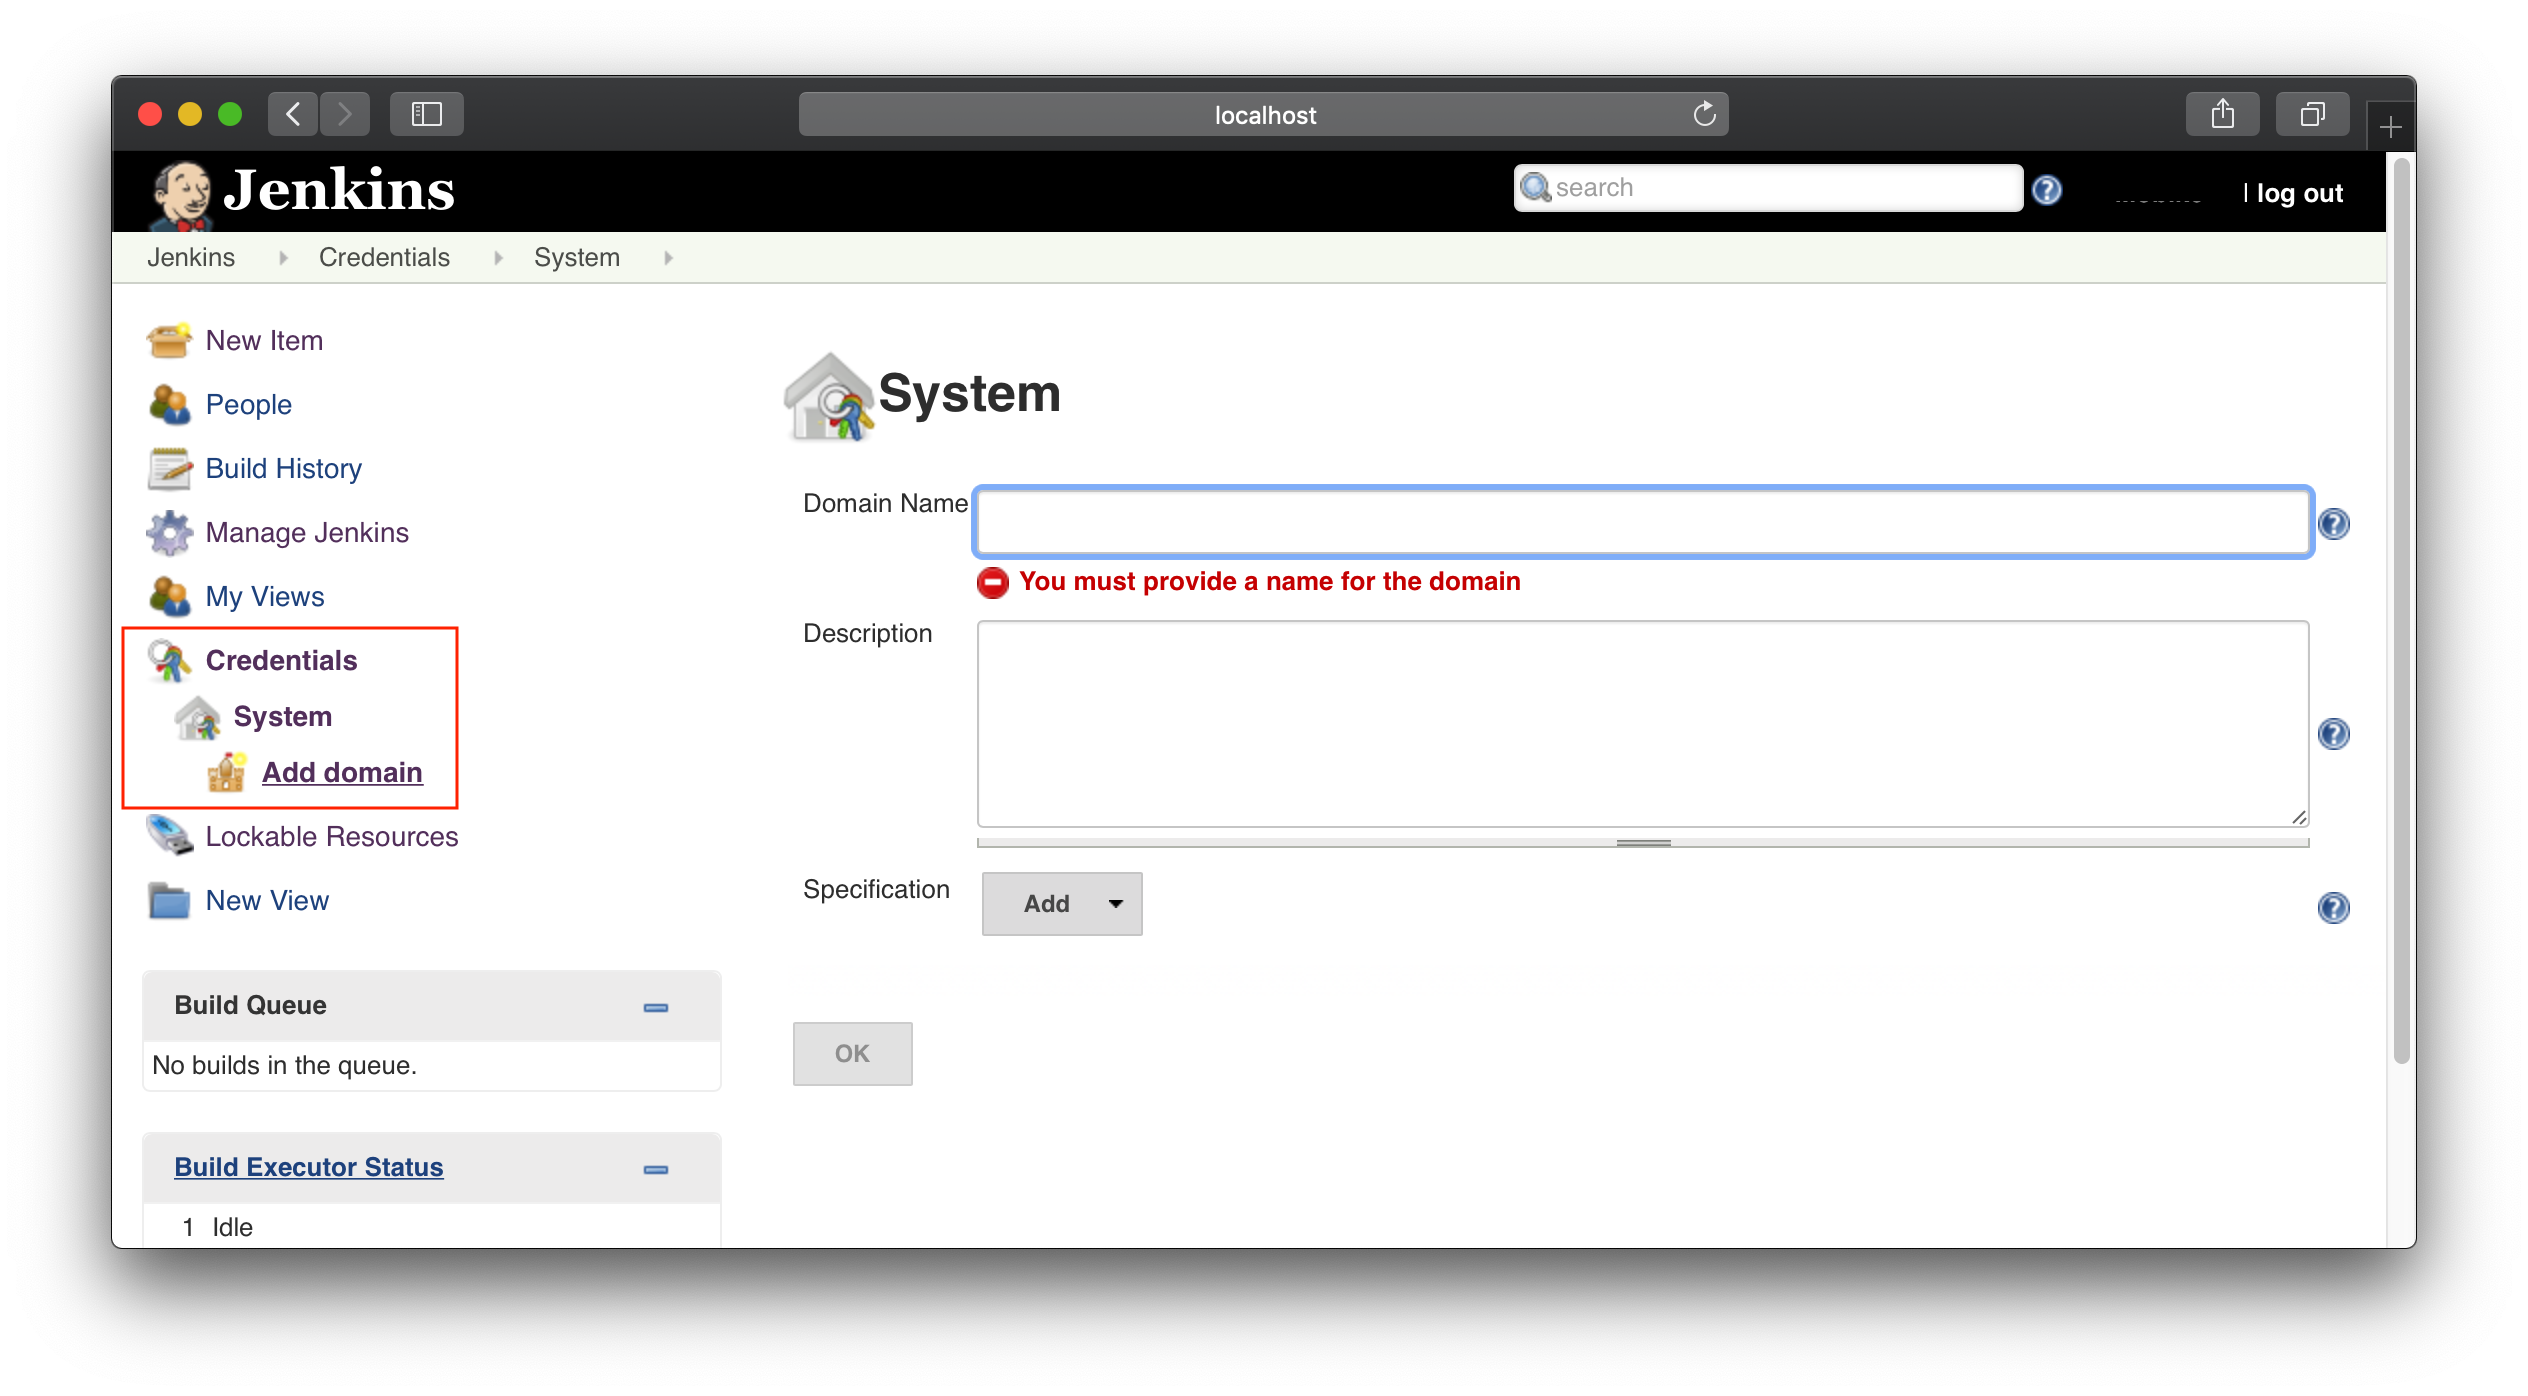 localhost
Jenkins
search
| log out
Jenkins
Credentials
System
New Item
People
Build History
Manage Jenkins
My Views
Credentials
System
Add domain
Lockable Resources
New View
Build Queue
No builds in the queue.
Build Executor Status
1 Idle
System
Domain Name
You must provide a name for the domain
Description
Specification
Add
OK